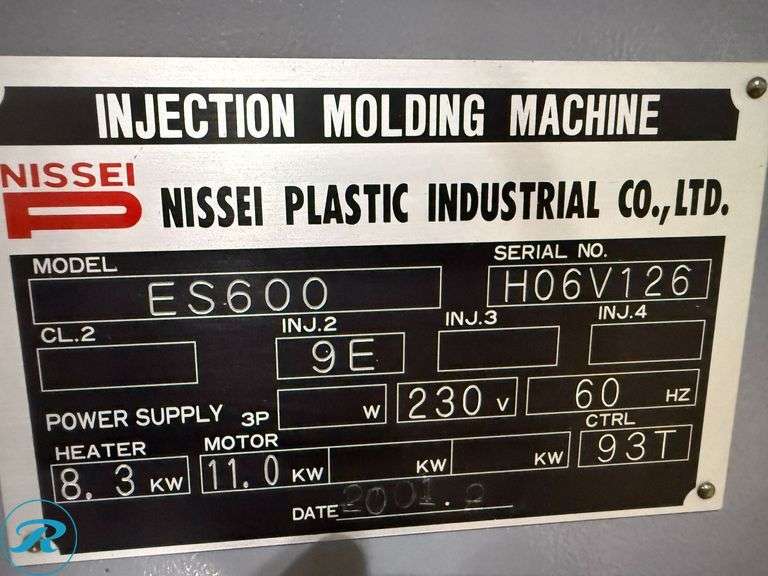 INJECTION MOLDING MACHINE
NISSEI
NISSEI PLASTIC INDUSTRIAL CO.,LTD.
MODEL SERIAL NO.
ES600 H06V126
CL.2 INJ.2 INJ.3 INJ.4
9E
POWER SUPPLY 3P W 230 V 60 HZ
HEATER MOTOR CTRL
8.3 KW 11.0 KW KW KW 93T
DATE 2001.2